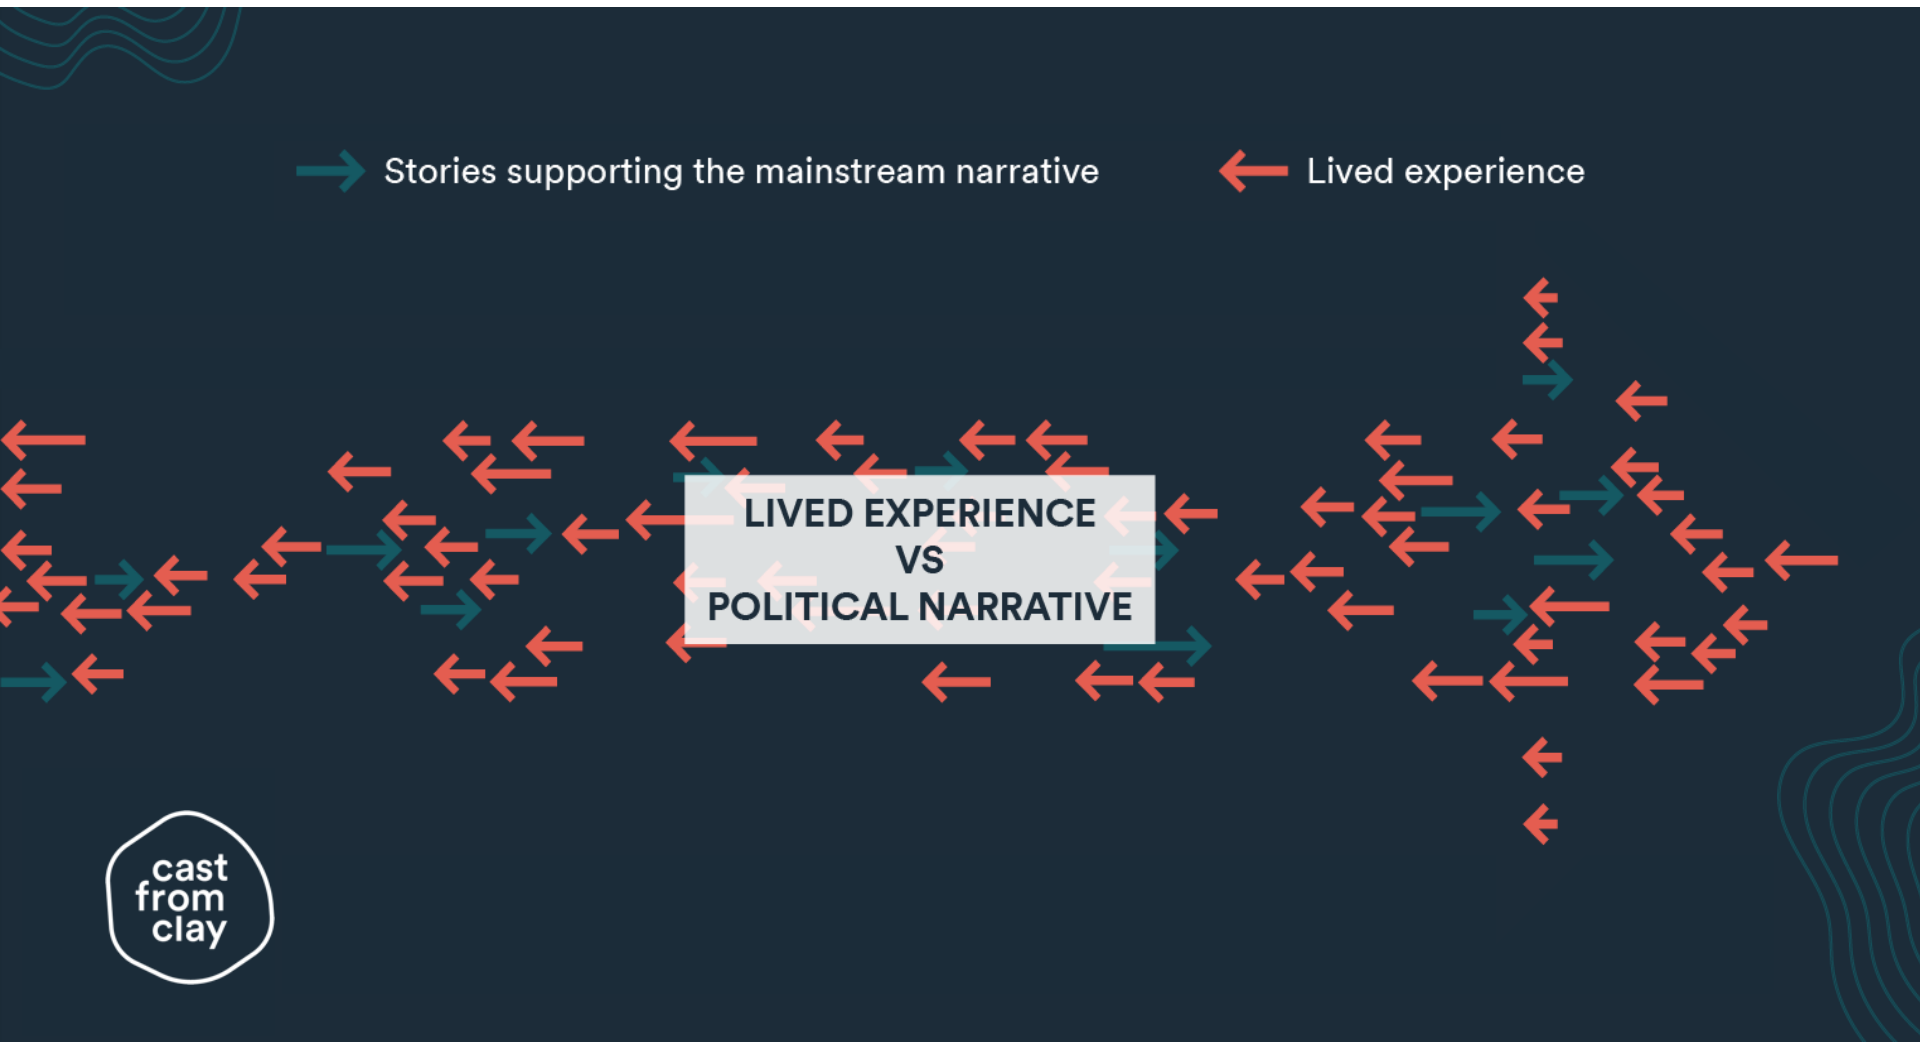 Stories supporting the mainstream narrative
Lived experience
LIVED EXPERIENCE
VS
POLITICAL NARRATIVE
cast
from
clay